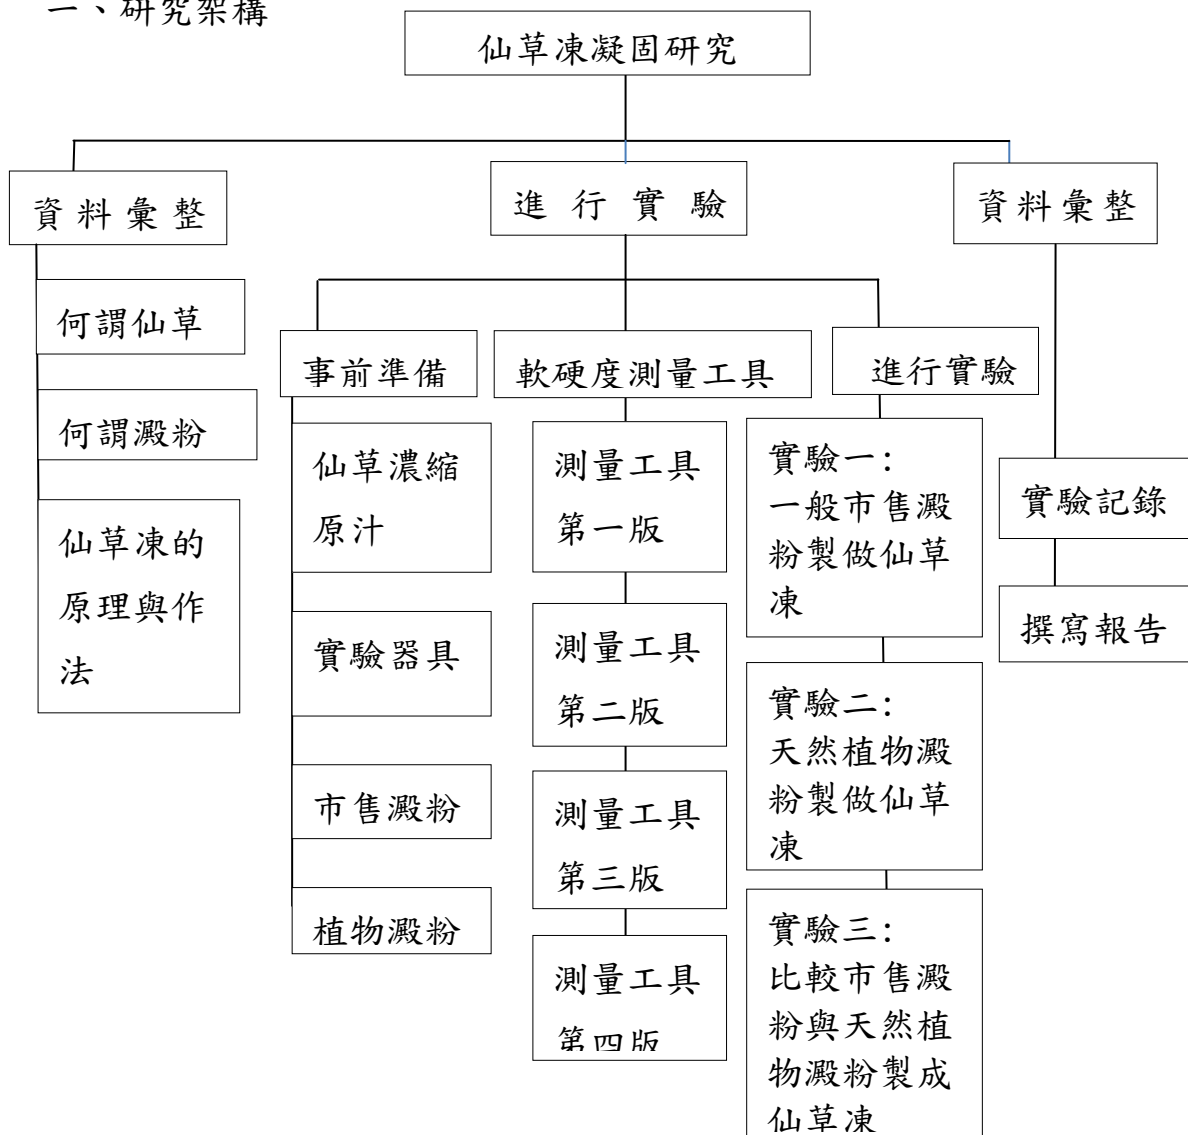 一、研究架構
仙草凍凝固研究
資料彙整
進行實驗
資料彙整
何謂仙草
何謂澱粉
仙草凍的
原理與作
法
事前準備
仙草濃縮
原汁
實驗器具
市售澱粉
植物澱粉
軟硬度測量工具
測量工具
第一版
測量工具
第二版
測量工具
第三版
測量工具
第四版
進行實驗
實驗一:
一般市售澱
粉製做仙草
凍
實驗二:
天然植物澱
粉製做仙草
凍
實驗三:
比較市售澱
粉與天然植
物澱粉製成
仙草凍
實驗記錄
撰寫報告